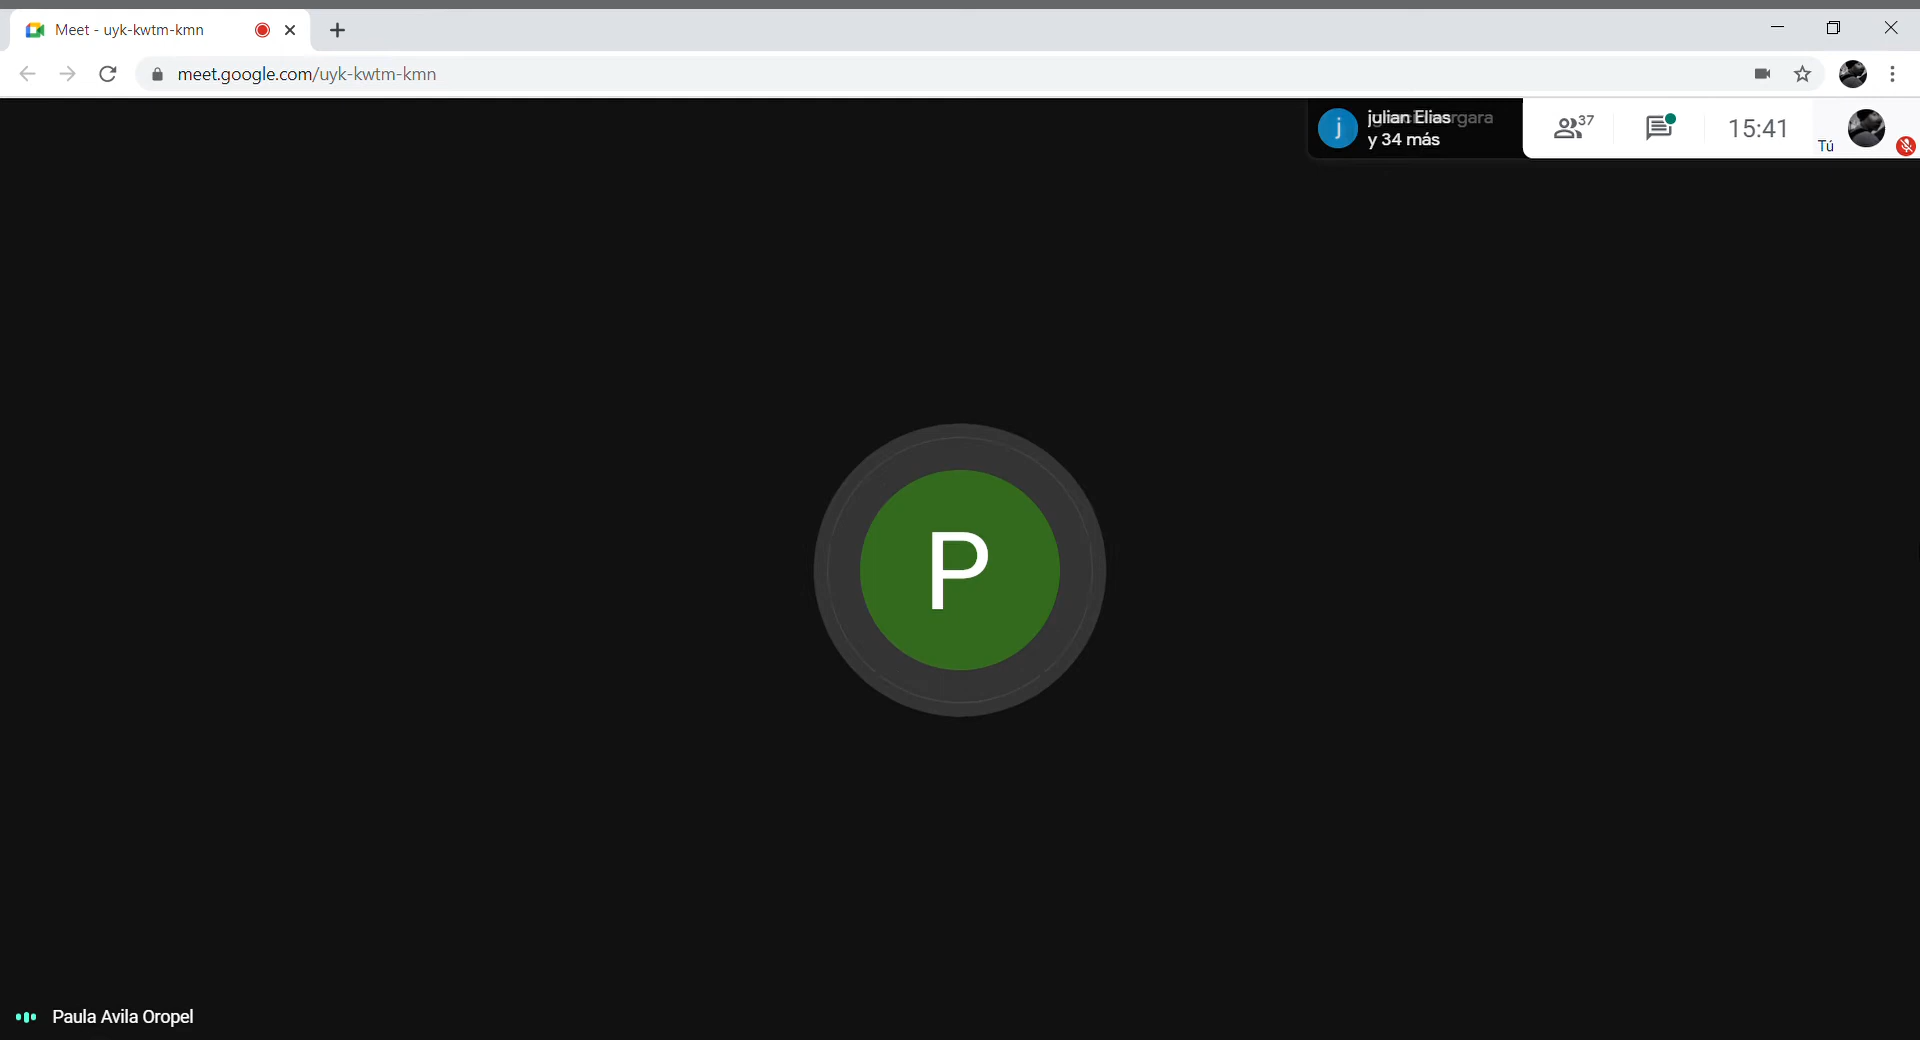 Meet - uyk-kwtm-kmn
meet.google.com/uyk-kwtm-kmn
j
julian Elias
y 34 más
37
15:41
Tú
P
Paula Avila Oropel